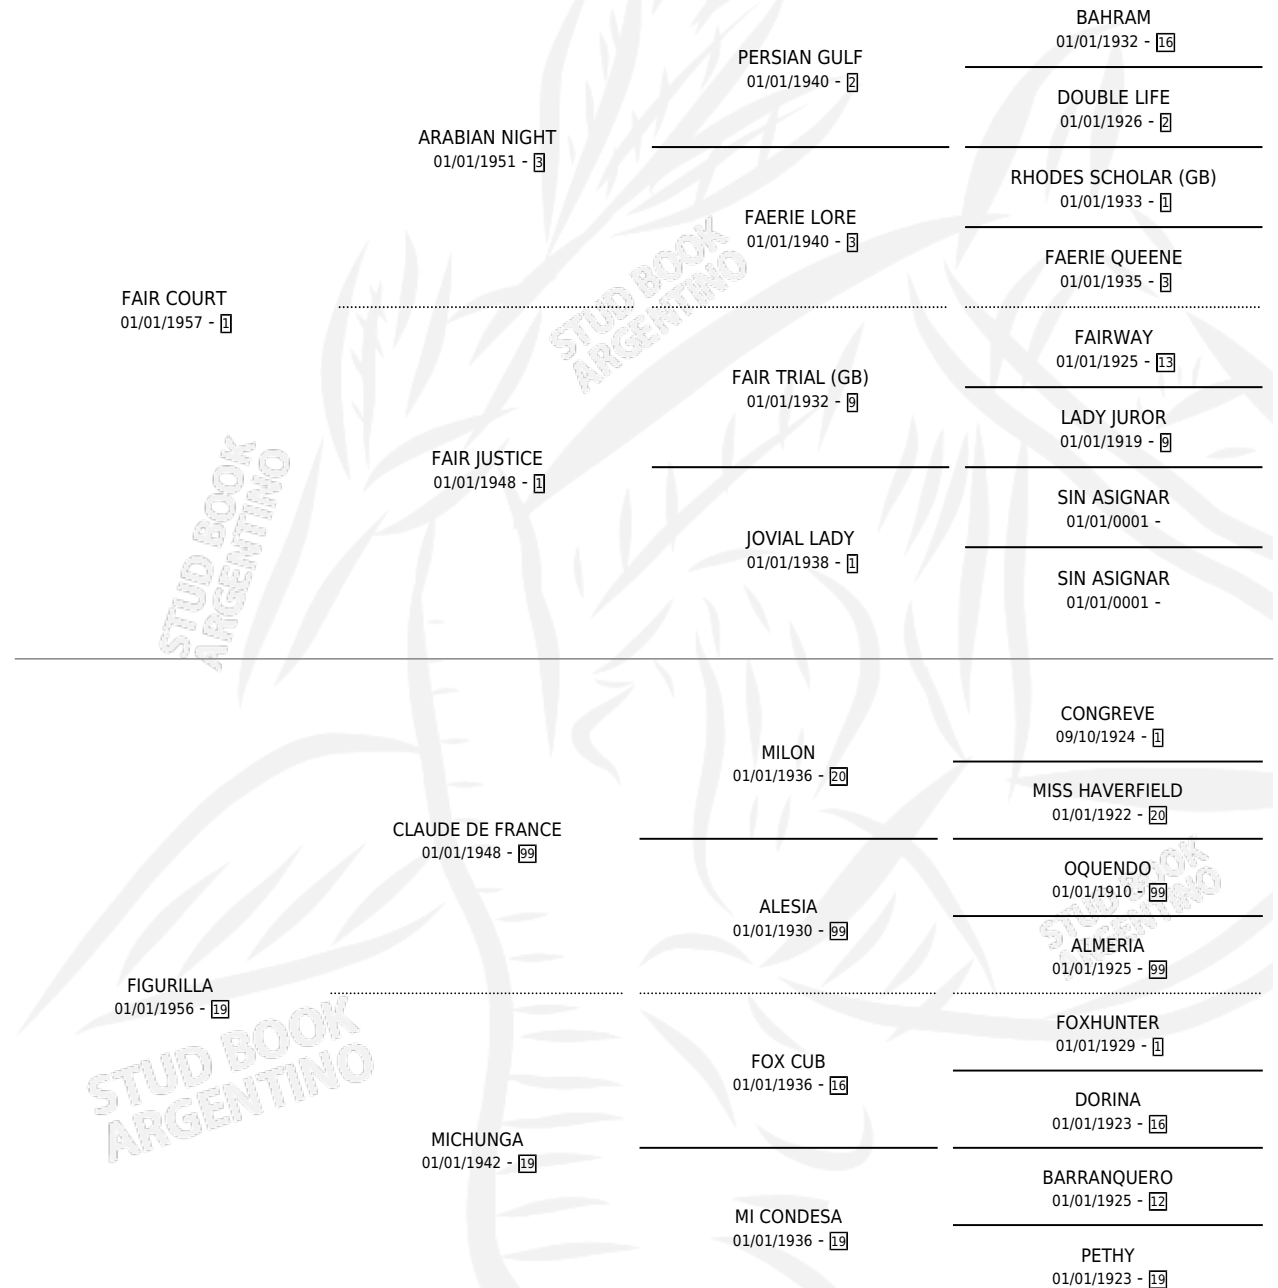 BAHRAM
01/01/1932 - 16
PERSIAN GULF
01/01/1940 - 2
DOUBLE LIFE
01/01/1926 - 2
ARABIAN NIGHT
01/01/1951 - 3
RHODES SCHOLAR (GB)
01/01/1933 - 1
FAERIE LORE
01/01/1940 - 3
FAERIE QUEENE
01/01/1935 - 3
FAIR COURT
01/01/1957 - 1
FAIRWAY
01/01/1925 - 13
FAIR TRIAL (GB)
01/01/1932 - 9
LADY JUROR
01/01/1919 - 9
FAIR JUSTICE
01/01/1948 - 1
SIN ASIGNAR
01/01/0001 -
JOVIAL LADY
01/01/1938 - 1
SIN ASIGNAR
01/01/0001 -
CONGREVE
09/10/1924 - 1
MILON
01/01/1936 - 20
MISS HAVERFIELD
01/01/1922 - 20
CLAUDE DE FRANCE
01/01/1948 - 99
OQUENDO
01/01/1910 - 99
ALESIA
01/01/1930 - 99
ALMERIA
01/01/1925 - 99
FIGURILLA
01/01/1956 - 19
FOXHUNTER
01/01/1929 - 1
FOX CUB
01/01/1936 - 16
DORINA
01/01/1923 - 16
MICHUNGA
01/01/1942 - 19
BARRANQUERO
01/01/1925 - 12
MI CONDESA
01/01/1936 - 19
PETHY
01/01/1923 - 19
STUD BOOK
ARGENTINO
STUD BOOK
ARGENTINO
STUD BOOK
ARGENTINO
STUD BOOK
ARGENTINO